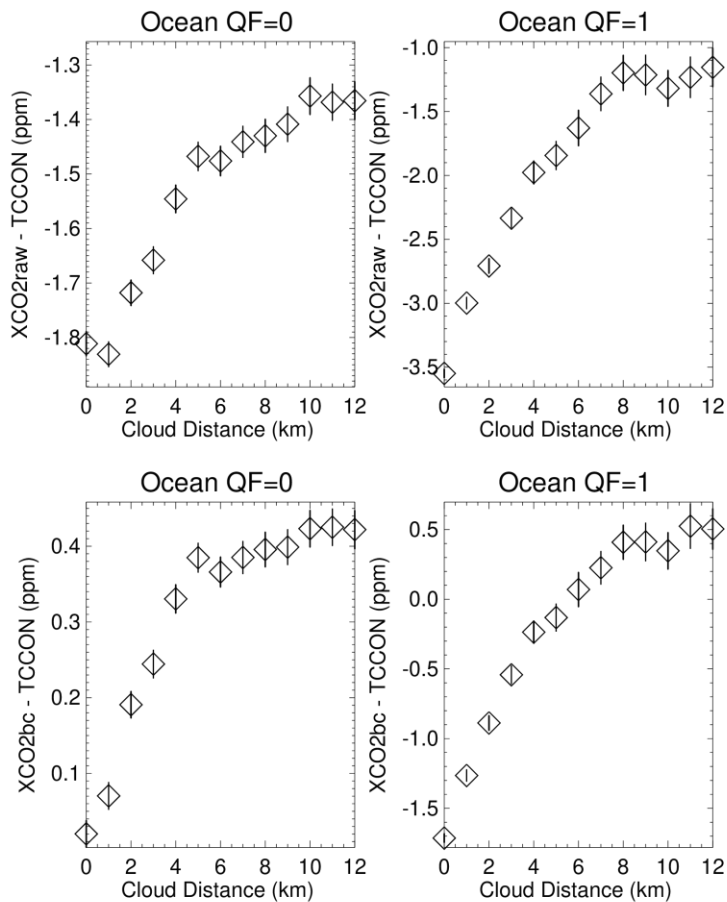 Ocean QF=0
XCO2raw - TCCON (ppm)
-1.3
-1.4
-1.5
-1.6
-1.7
-1.8
0 2 4 6 8 10 12
Cloud Distance (km)
Ocean QF=1
XCO2raw - TCCON (ppm)
-1.0
-1.5
-2.0
-2.5
-3.0
-3.5
0 2 4 6 8 10 12
Cloud Distance (km)
Ocean QF=0
XCO2bc - TCCON (ppm)
0.4
0.3
0.2
0.1
0 2 4 6 8 10 12
Cloud Distance (km)
Ocean QF=1
XCO2bc - TCCON (ppm)
0.5
0.0
-0.5
-1.0
-1.5
0 2 4 6 8 10 12
Cloud Distance (km)